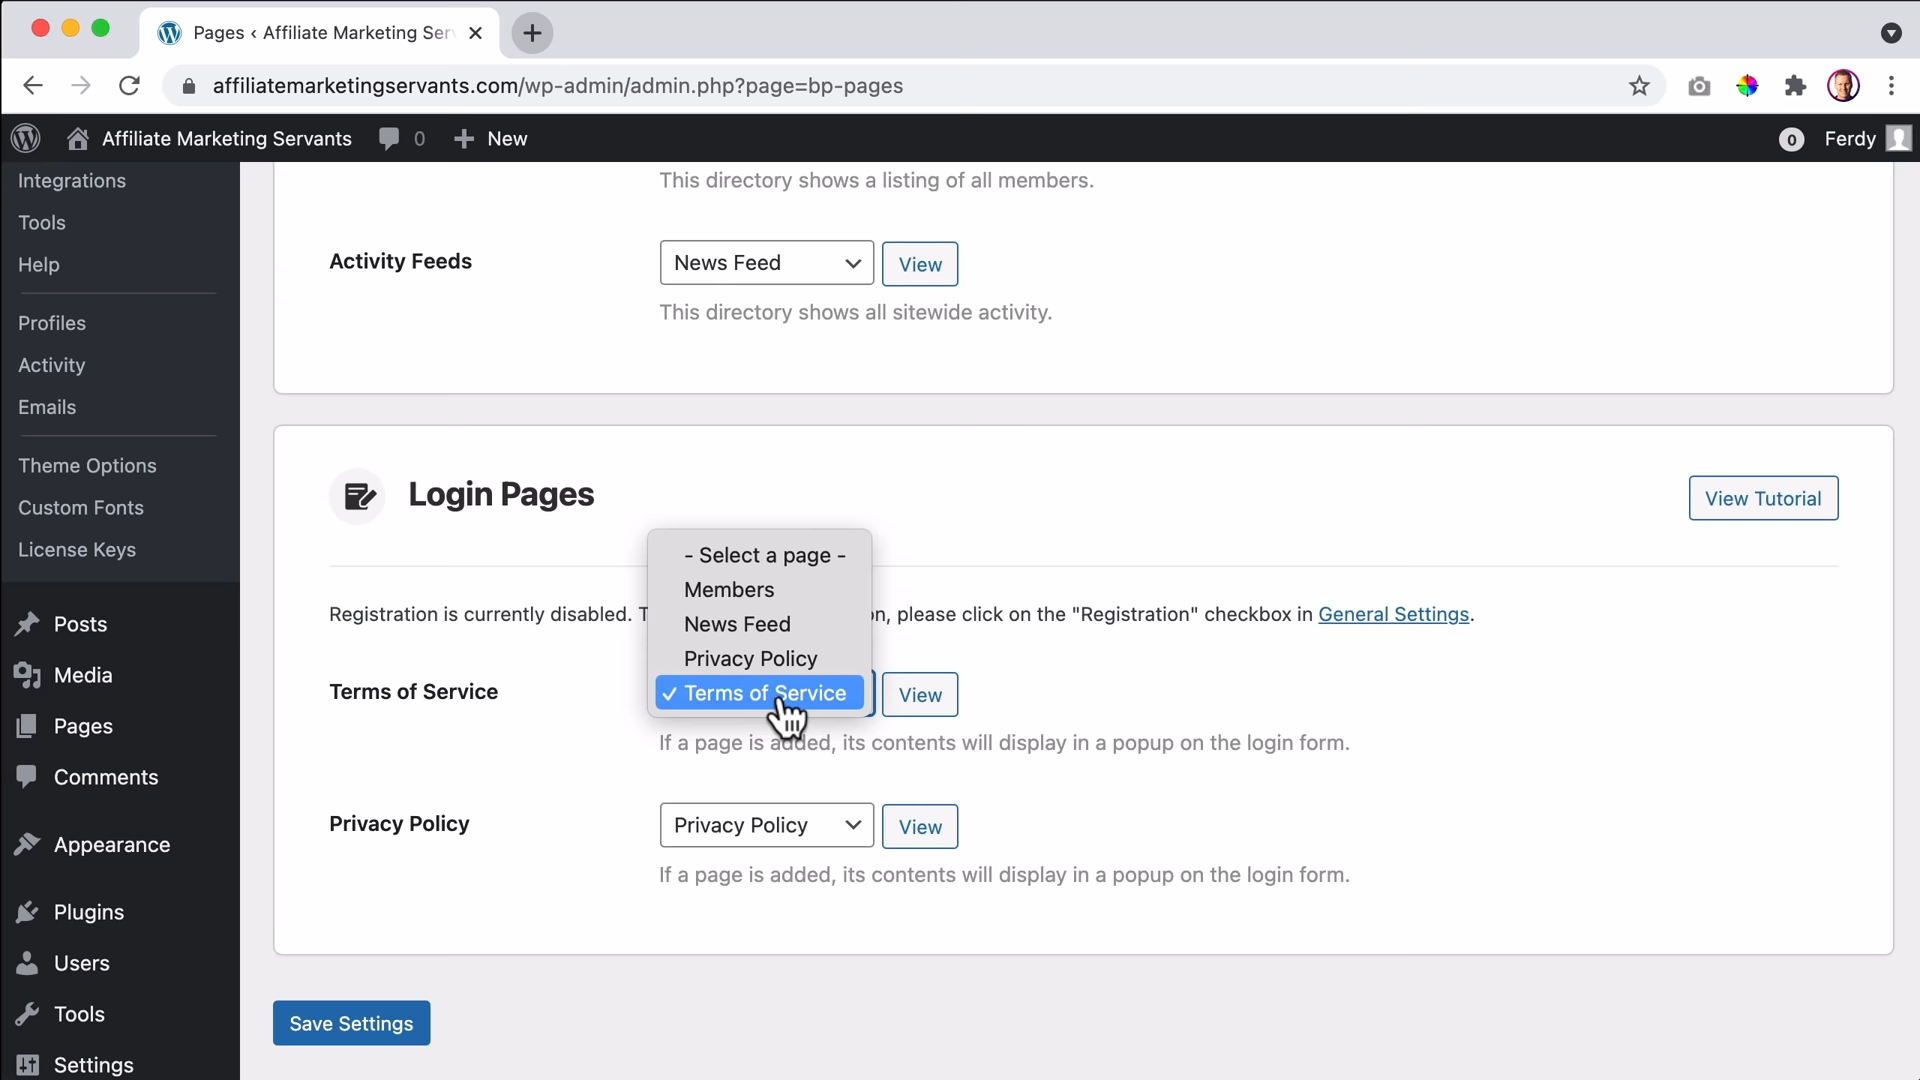 Pages ‹ Affiliate Marketing Ser
affiliatemarketingservants.com/wp-admin/admin.php?page=bp-pages
Affiliate Marketing Servants 0 New 0 Ferdy
Integrations
Tools
Help
Profiles
Activity
Emails
Theme Options
Custom Fonts
License Keys
Posts
Media
Pages
Comments
Appearance
Plugins
Users
Tools
Settings
This directory shows a listing of all members.
Activity Feeds News Feed View
This directory shows all sitewide activity.
Login Pages View Tutorial
- Select a page -
Members
News Feed
Privacy Policy
✓ Terms of Service
Registration is currently disabled. n, please click on the "Registration" checkbox in General Settings.
Terms of Service View
If a page is added, its contents will display in a popup on the login form.
Privacy Policy Privacy Policy View
If a page is added, its contents will display in a popup on the login form.
Save Settings